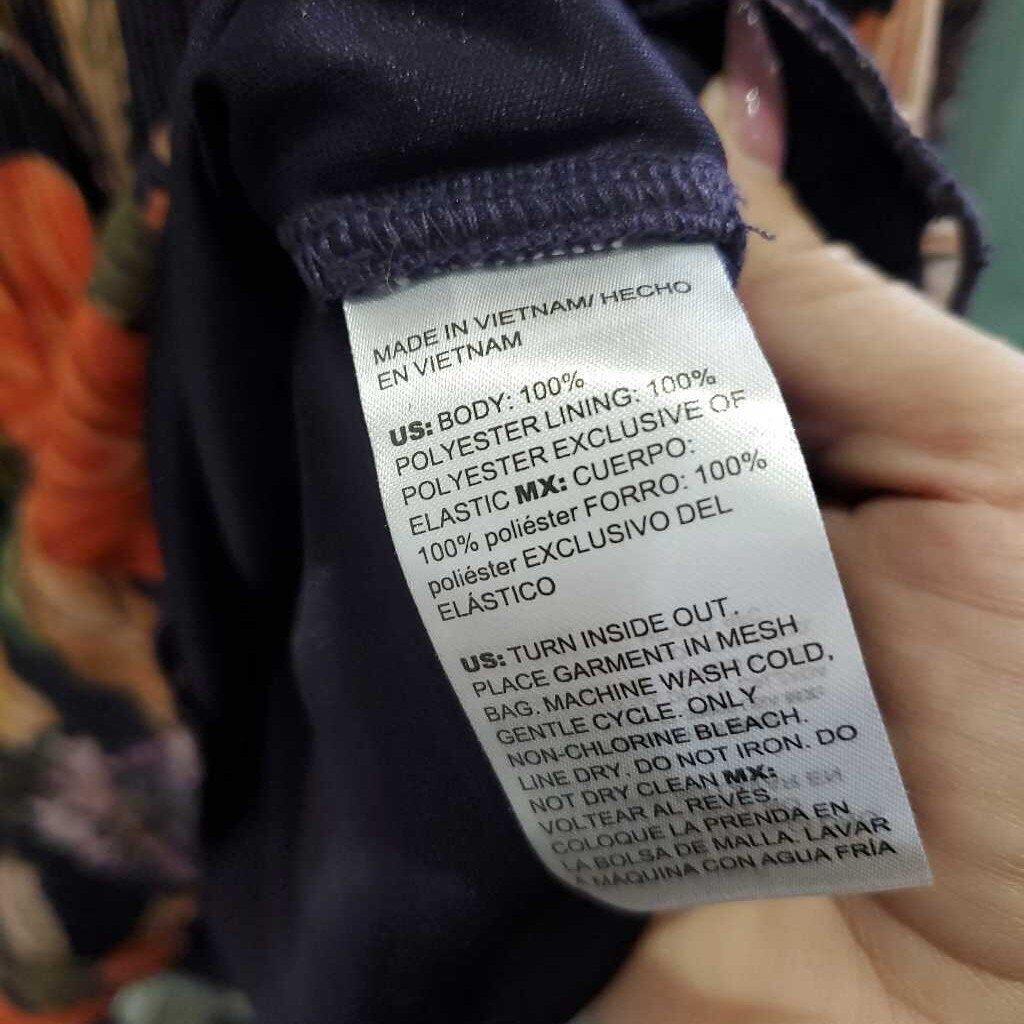 MADE IN VIETNAM/ HECHO
EN VIETNAM
US: BODY: 100%
POLYESTER LINING: 100%
POLYESTER EXCLUSIVE OF
ELASTIC MX: CUERPO:
100% poliéster FORRO: 100%
poliéster EXCLUSIVO DEL
ELÁSTICO
US: TURN INSIDE OUT.
PLACE GARMENT IN MESH
BAG. MACHINE WASH COLD,
GENTLE CYCLE. ONLY
NON-CHLORINE BLEACH.
LINE DRY. DO NOT IRON. DO
NOT DRY CLEAN MX:
VOLTEAR AL REVÉS.
COLOQUE LA PRENDA EN
LA BOLSA DE MALLA. LAVAR
A MÁQUINA CON AGUA FRÍA